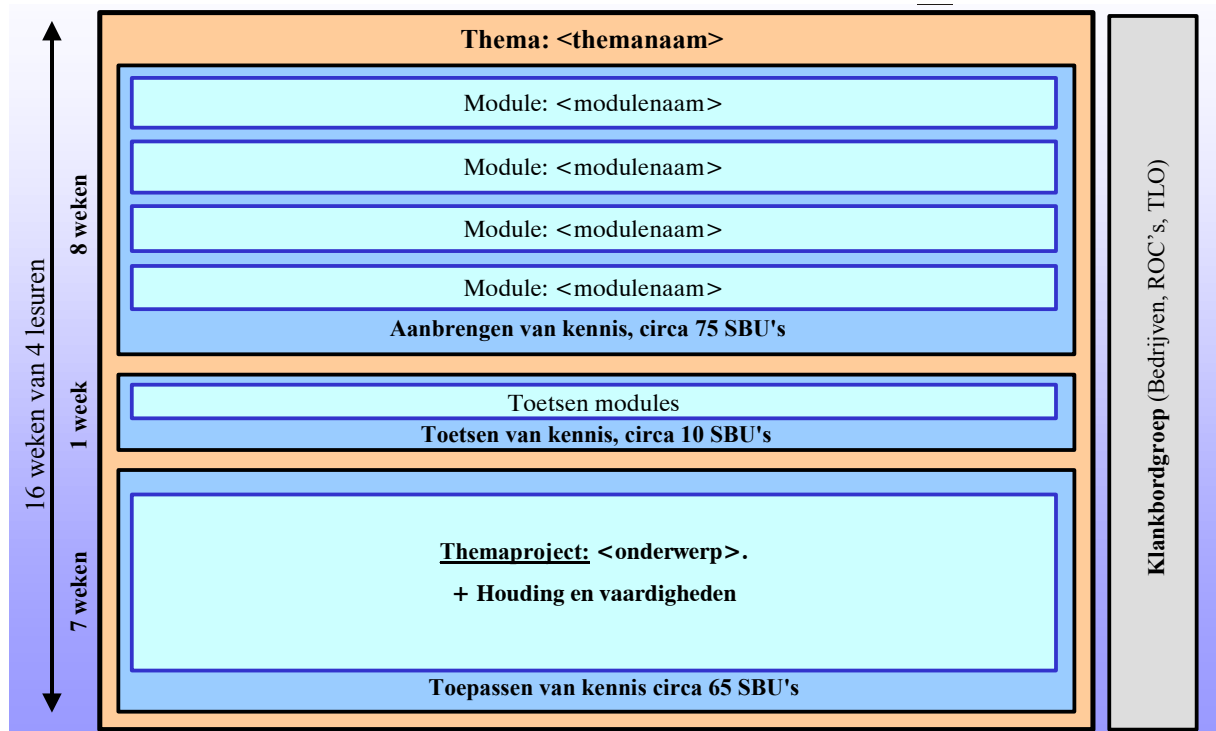 Thema: <themanaam>
Module: <modulenaam>
Module: <modulenaam>
Module: <modulenaam>
Module: <modulenaam>
Aanbrengen van kennis, circa 75 SBU's
Toetsen modules
Toetsen van kennis, circa 10 SBU's
Themaproject: <onderwerp>.
+ Houding en vaardigheden
Toepassen van kennis circa 65 SBU's
16 weken van 4 lesuren
8 weken
1 week
7 weken
Klankbordgroep (Bedrijven, ROC’s, TLO)